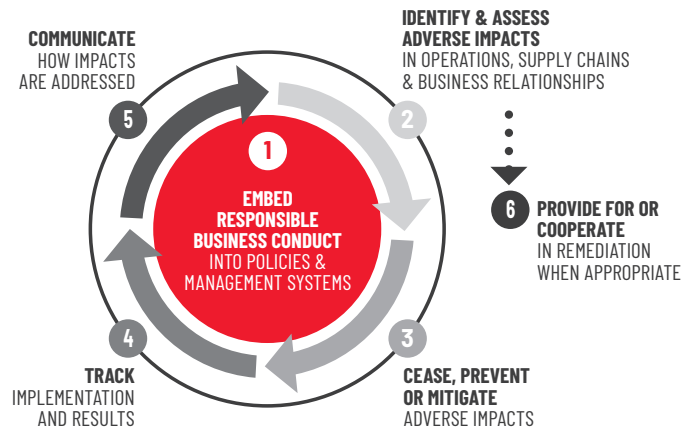 1
EMBED
RESPONSIBLE
BUSINESS CONDUCT
INTO POLICIES &
MANAGEMENT SYSTEMS
2
IDENTIFY & ASSESS
ADVERSE IMPACTS
IN OPERATIONS, SUPPLY CHAINS
& BUSINESS RELATIONSHIPS
3
CEASE, PREVENT
OR MITIGATE
ADVERSE IMPACTS
4
TRACK
IMPLEMENTATION
AND RESULTS
5
COMMUNICATE
HOW IMPACTS
ARE ADDRESSED
6
PROVIDE FOR OR
COOPERATE
IN REMEDIATION
WHEN APPROPRIATE